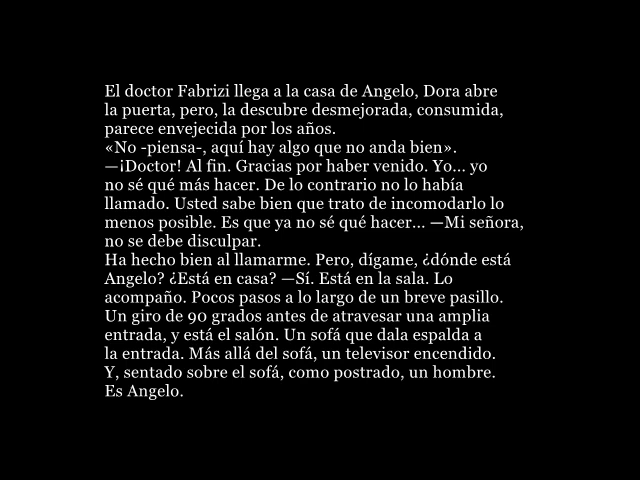 El doctor Fabrizi llega a la casa de Angelo, Dora abre
la puerta, pero, la descubre desmejorada, consumida,
parece envejecida por los años.
«No -piensa-, aquí hay algo que no anda bien».
—¡Doctor! Al fin. Gracias por haber venido. Yo... yo
no sé qué más hacer. De lo contrario no lo había
llamado. Usted sabe bien que trato de incomodarlo lo
menos posible. Es que ya no sé qué hacer... —Mi señora,
no se debe disculpar.
Ha hecho bien al llamarme. Pero, dígame, ¿dónde está
Angelo? ¿Está en casa? —Sí. Está en la sala. Lo
acompaño. Pocos pasos a lo largo de un breve pasillo.
Un giro de 90 grados antes de atravesar una amplia
entrada, y está el salón. Un sofá que dala espalda a
la entrada. Más allá del sofá, un televisor encendido.
Y, sentado sobre el sofá, como postrado, un hombre.
Es Angelo.